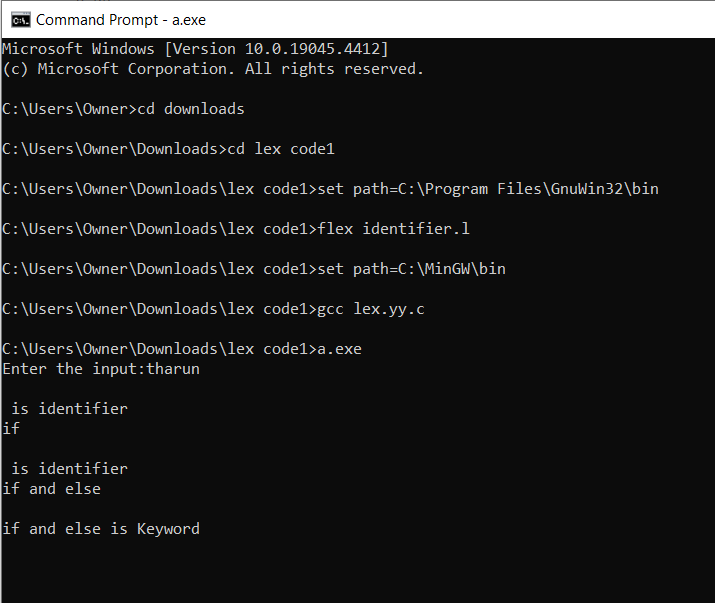 Command Prompt - a.exe
Microsoft Windows [Version 10.0.19045.4412]
(c) Microsoft Corporation. All rights reserved.
C:\Users\Owner>cd downloads
C:\Users\Owner\Downloads>cd lex code1
C:\Users\Owner\Downloads\lex code1>set path=C:\Program Files\GnuWin32\bin
C:\Users\Owner\Downloads\lex code1>flex identifier.l
C:\Users\Owner\Downloads\lex code1>set path=C:\MinGW\bin
C:\Users\Owner\Downloads\lex code1>gcc lex.yy.c
C:\Users\Owner\Downloads\lex code1>a.exe
Enter the input:tharun
is identifier
if
is identifier
if and else
if and else is Keyword